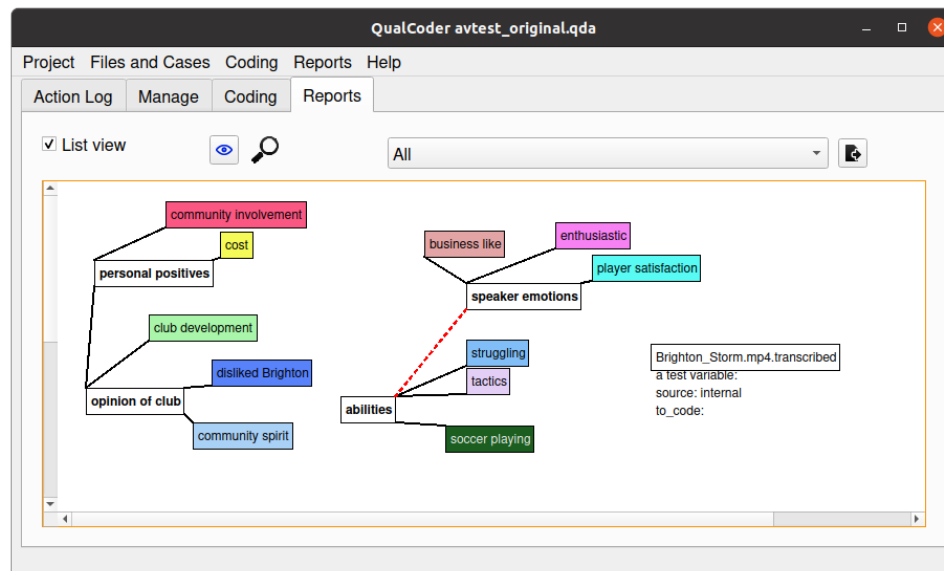 QualCoder avtest_original.qda
Project Files and Cases Coding Reports Help
Action Log Manage Coding Reports
List view
All
community involvement
cost
personal positives
club development
disliked Brighton
opinion of club
community spirit
business like
enthusiastic
player satisfaction
speaker emotions
struggling
tactics
abilities
soccer playing
Brighton_Storm.mp4.transcribed
a test variable:
source: internal
to_code: